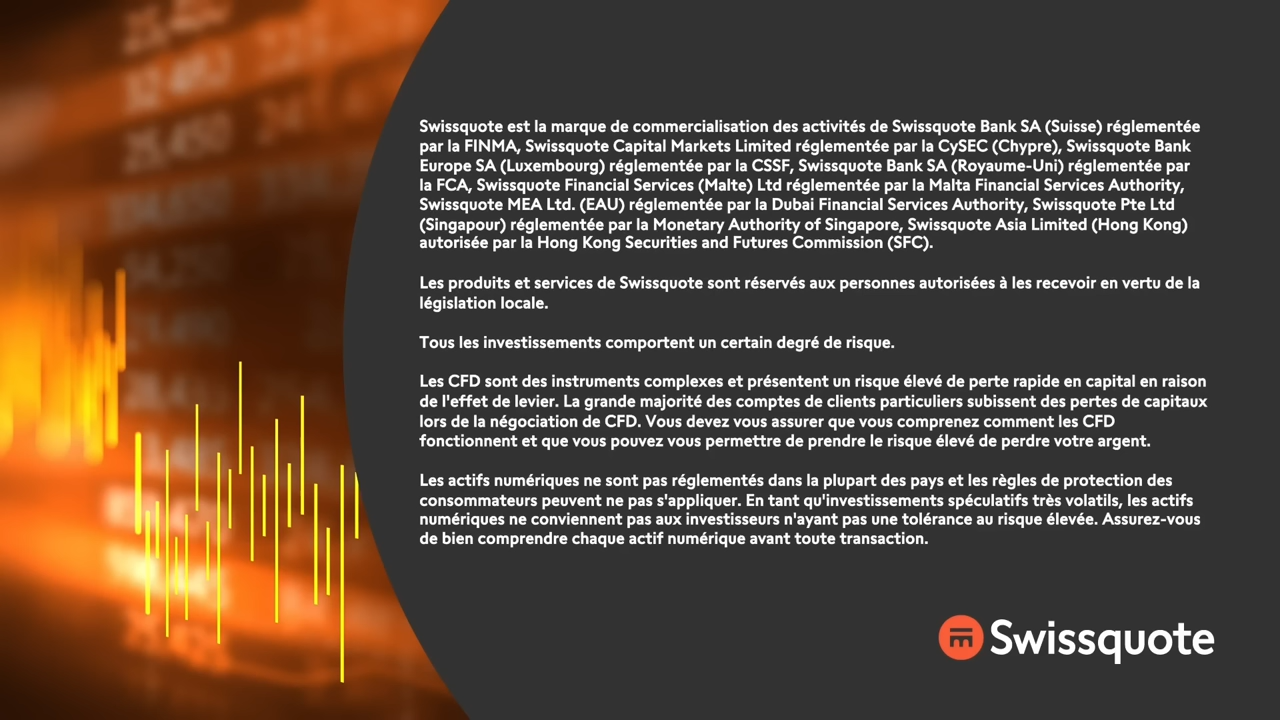 Swissquote est la marque de commercialisation des activités de Swissquote Bank SA (Suisse) réglementée
par la FINMA, Swissquote Capital Markets Limited réglementée par la CySEC (Chypre), Swissquote Bank
Europe SA (Luxembourg) réglementée par la CSSF, Swissquote Bank SA (Royaume-Uni) réglementée par
la FCA, Swissquote Financial Services (Malte) Ltd réglementée par la Malta Financial Services Authority,
Swissquote MEA Ltd. (EAU) réglementée par la Dubai Financial Services Authority, Swissquote Pte Ltd
(Singapour) réglementée par la Monetary Authority of Singapore, Swissquote Asia Limited (Hong Kong)
autorisée par la Hong Kong Securities and Futures Commission (SFC).
Les produits et services de Swissquote sont réservés aux personnes autorisées à les recevoir en vertu de la
législation locale.
Tous les investissements comportent un certain degré de risque.
Les CFD sont des instruments complexes et présentent un risque élevé de perte rapide en capital en raison
de l'effet de levier. La grande majorité des comptes de clients particuliers subissent des pertes de capitaux
lors de la négociation de CFD. Vous devez vous assurer que vous comprenez comment les CFD
fonctionnent et que vous pouvez vous permettre de prendre le risque élevé de perdre votre argent.
Les actifs numériques ne sont pas réglementés dans la plupart des pays et les règles de protection des
consommateurs peuvent ne pas s'appliquer. En tant qu'investissements spéculatifs très volatils, les actifs
numériques ne conviennent pas aux investisseurs n'ayant pas une tolérance au risque élevée. Assurez-vous
de bien comprendre chaque actif numérique avant toute transaction.
Swissquote